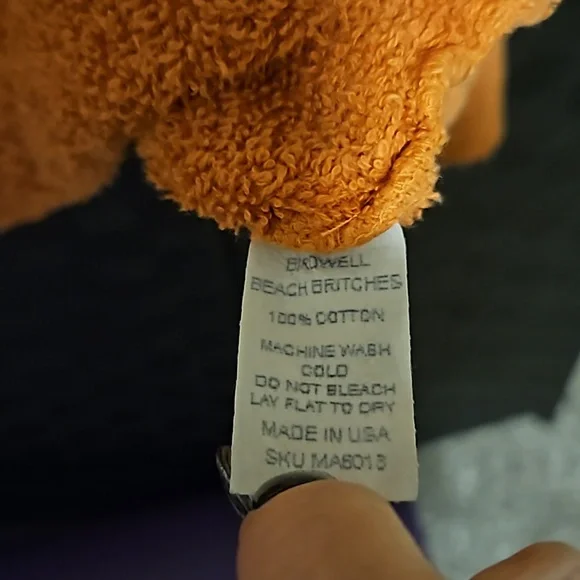 BIRDWELL
BEACH BRITCHES
100% COTTON
MACHINE WASH
COLD
DO NOT BLEACH
LAY FLAT TO DRY
MADE IN USA
SKU MA6013